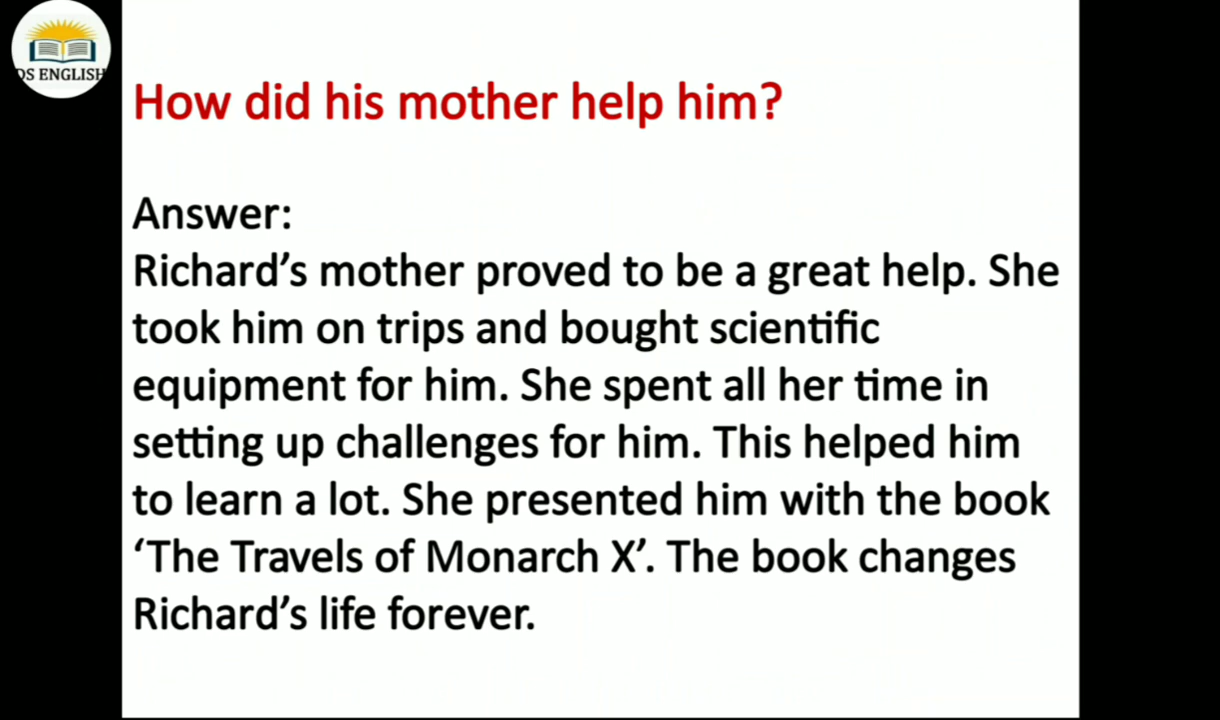 DS ENGLISH
How did his mother help him?
Answer:
Richard’s mother proved to be a great help. She
took him on trips and bought scientific
equipment for him. She spent all her time in
setting up challenges for him. This helped him
to learn a lot. She presented him with the book
‘The Travels of Monarch X’. The book changes
Richard’s life forever.